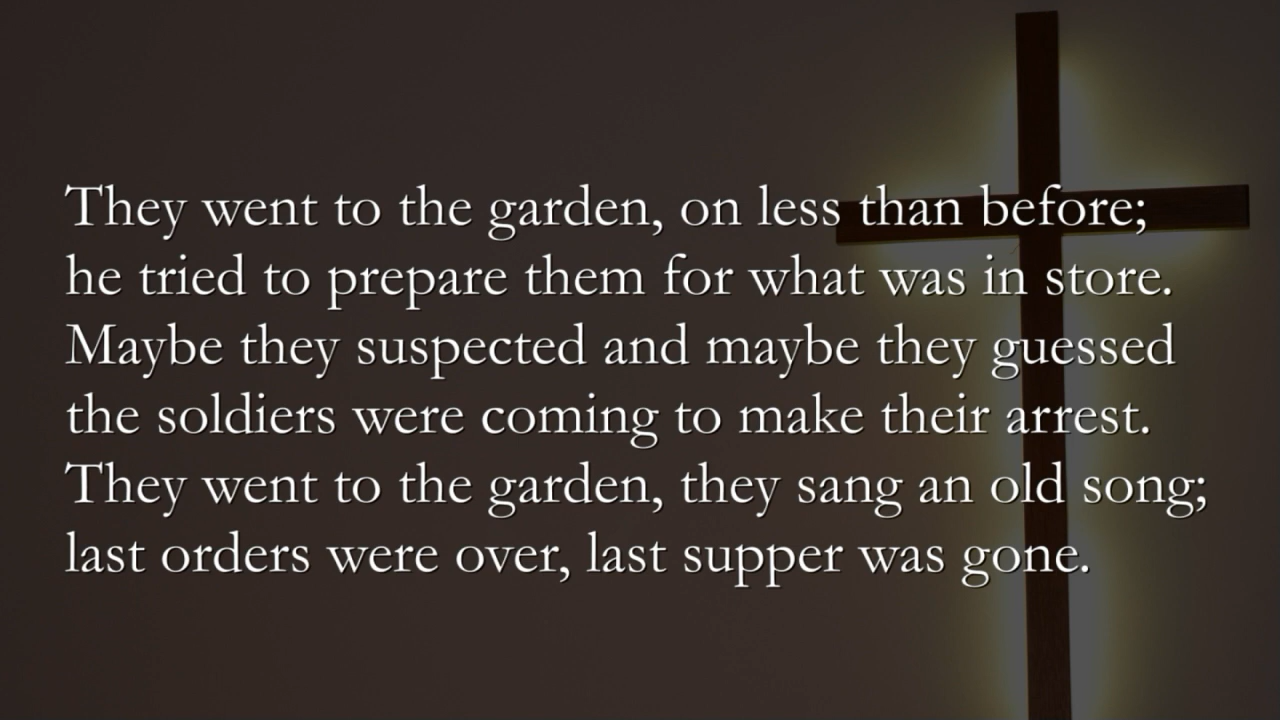 They went to the garden, on less than before;
he tried to prepare them for what was in store.
Maybe they suspected and maybe they guessed
the soldiers were coming to make their arrest.
They went to the garden, they sang an old song;
last orders were over, last supper was gone.